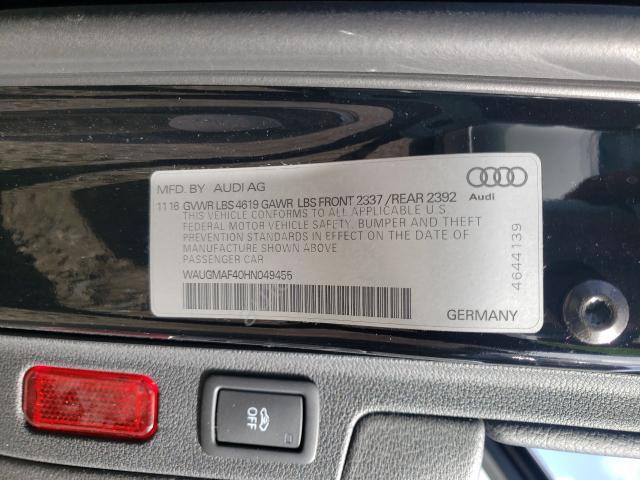 MFD. BY AUDI AG
Audi
11 16 GVWR LBS 4619 GAWR LBS FRONT 2337 / REAR 2392
THIS VEHICLE CONFORMS TO ALL APPLICABLE U.S.
FEDERAL MOTOR VEHICLE SAFETY, BUMPER AND THEFT
PREVENTION STANDARDS IN EFFECT ON THE DATE OF
MANUFACTURE SHOWN ABOVE
PASSENGER CAR
WAUGMAF40HN049455
4644139
GERMANY
OFF